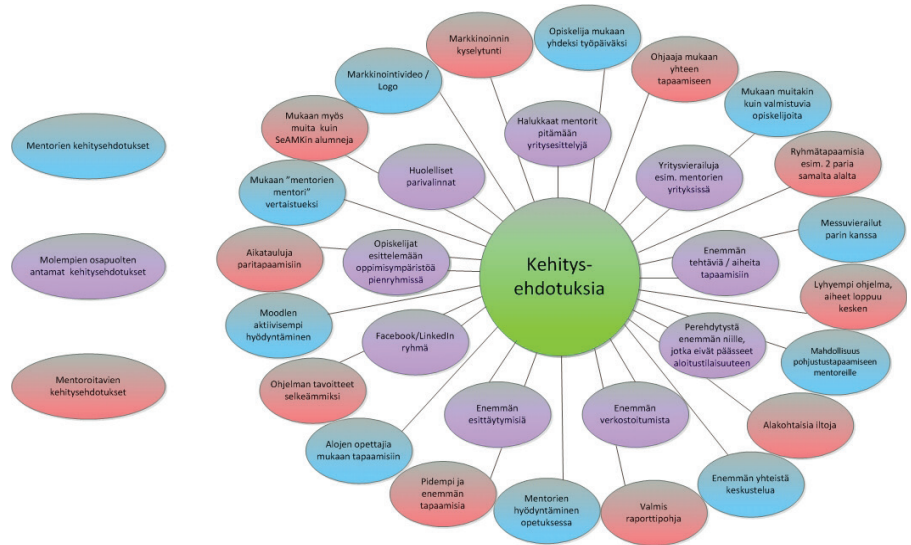 Mentorien kehitysehdotukset
Molempien osapuolten
antamat kehitysehdotukset
Mentoroitavien
kehitysehdotukset
Kehitys-
ehdotuksia
Markkinoinnin
kyselytunti
Opiskelija mukaan
yhdeksi työpäiväksi
Ohjaaja mukaan
yhteen
tapaamiseen
Mukaan muitakin
kuin valmistuvia
opiskelijoita
Ryhmätapaamisia
esim. 2 paria
samalta alalta
Messuvierailut
parin kanssa
Lyhyempi ohjelma,
aiheet loppuu
kesken
Mahdollisuus
pohjustustapaamiseen
mentoreille
Alakohtaisia iltoja
Enemmän yhteistä
keskustelua
Valmis
raporttipohja
Mentorien
hyödyntäminen
opetuksessa
Pidempi ja
enemmän
tapaamisia
Alojen opettajia
mukaan tapaamisiin
Ohjelman tavoitteet
selkeämmiksi
Moodlen
aktiivisempi
hyödyntäminen
Aikatauluja
paritapaamisiin
Mukaan ”mentorien
mentori”
vertaistueksi
Mukaan myös
muita kuin
SeAMKin alumneja
Markkinointivideo /
Logo
Halukkaat mentorit
pitämään
yritysesittelyjä
Yritysvierailuja
esim. mentorien
yrityksissä
Enemmän
tehtäviä / aiheita
tapaamisiin
Perehdytystä
enemmän niille,
jotka eivät päässeet
aloitustilaisuuteen
Enemmän
verkostoitumista
Enemmän
esittäytymisiä
Facebook/LinkedIn
ryhmä
Opiskelijat
esittelemään
oppimisympäristöä
pienryhmissä
Huolelliset
parivalinnat